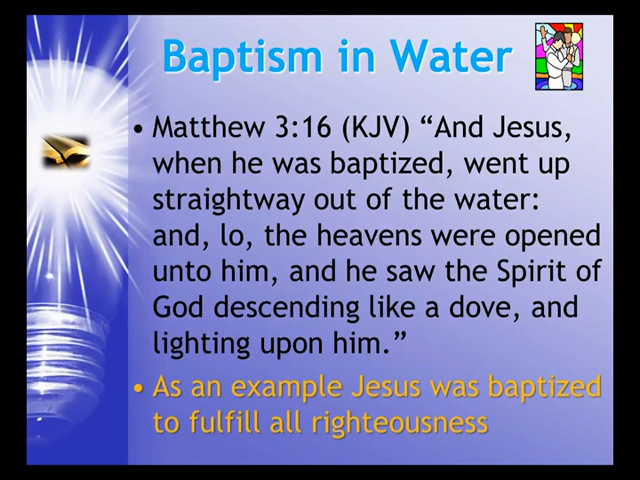 Baptism in Water
• Matthew 3:16 (KJV) “And Jesus,
when he was baptized, went up
straightway out of the water:
and, lo, the heavens were opened
unto him, and he saw the Spirit of
God descending like a dove, and
lighting upon him.”
• As an example Jesus was baptized
to fulfill all righteousness